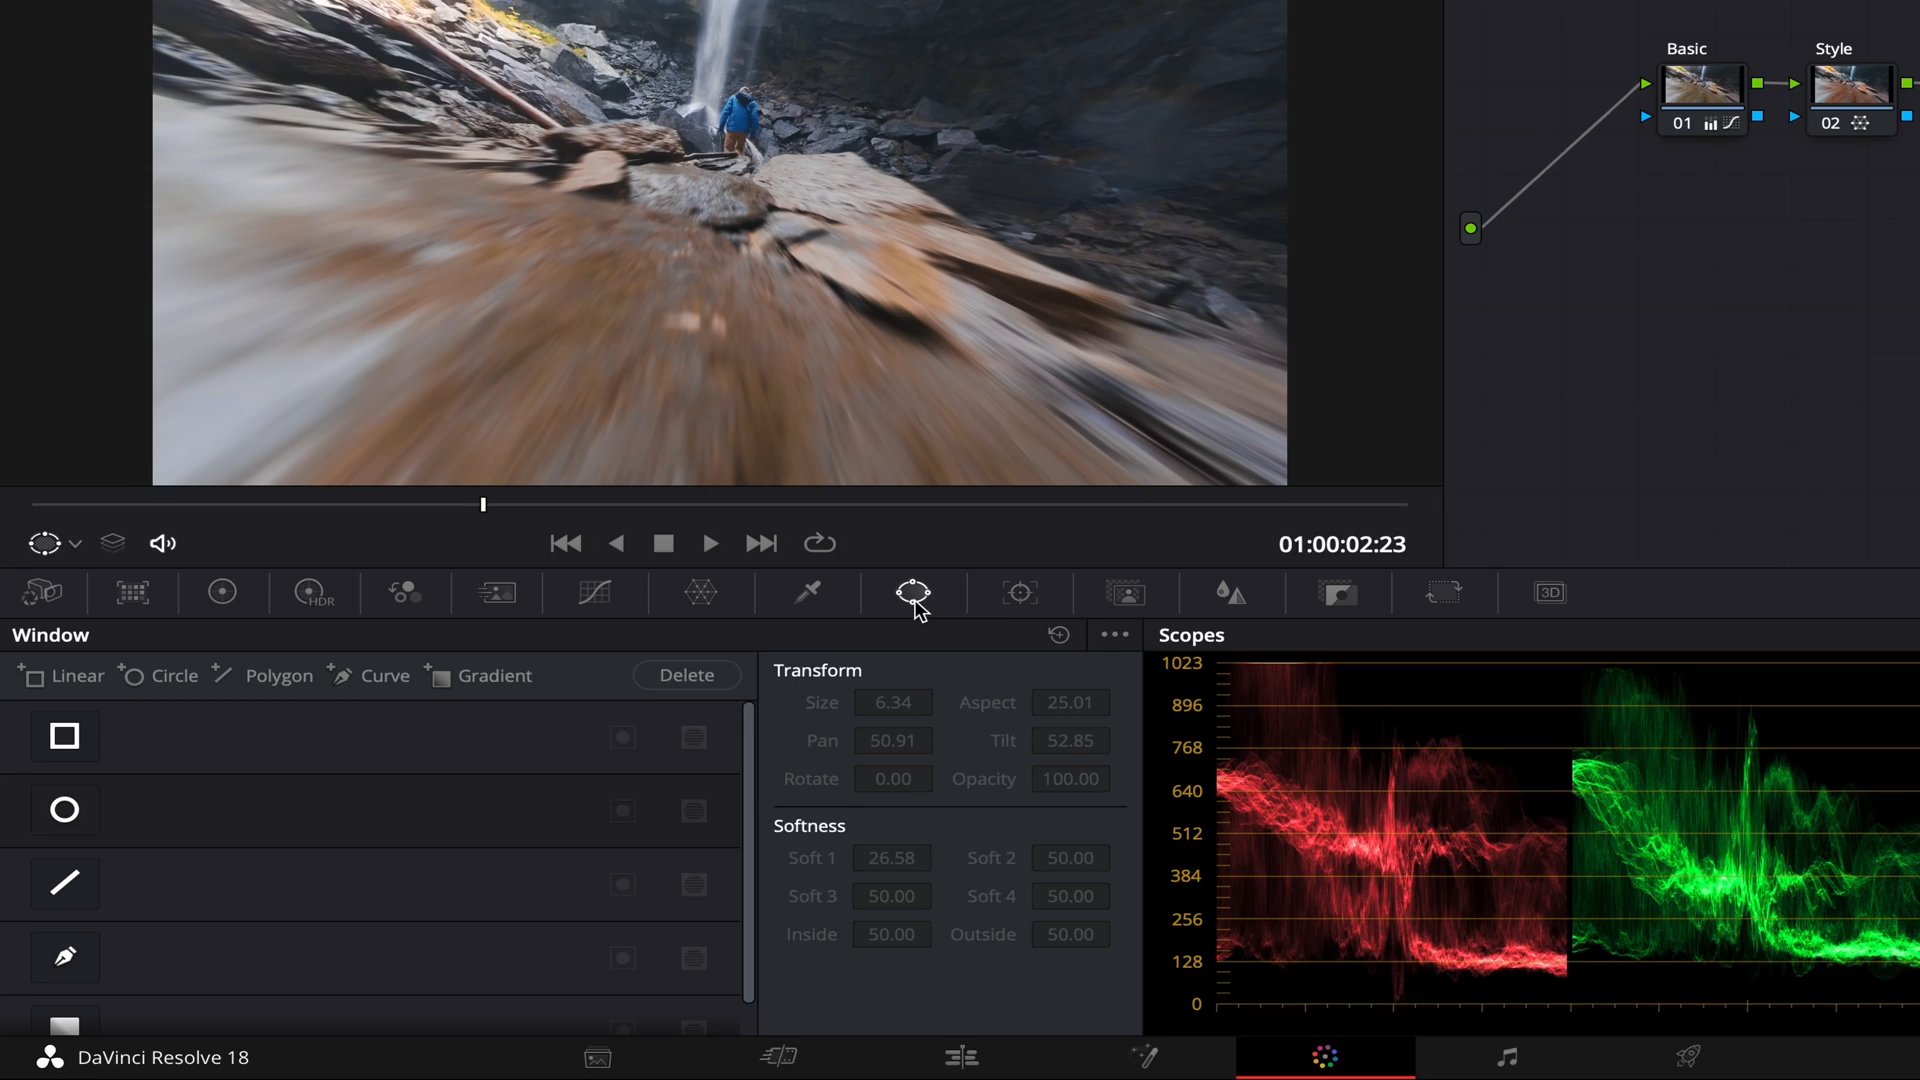 Basic
Style
01
02
01:00:02:23
HDR
3D
Window
Scopes
Linear
Circle
Polygon
Curve
Gradient
Delete
Transform
Size 6.34 Aspect 25.01
Pan 50.91 Tilt 52.85
Rotate 0.00 Opacity 100.00
Softness
Soft 1 26.58 Soft 2 50.00
Soft 3 50.00 Soft 4 50.00
Inside 50.00 Outside 50.00
1023
896
768
640
512
384
256
128
0
DaVinci Resolve 18